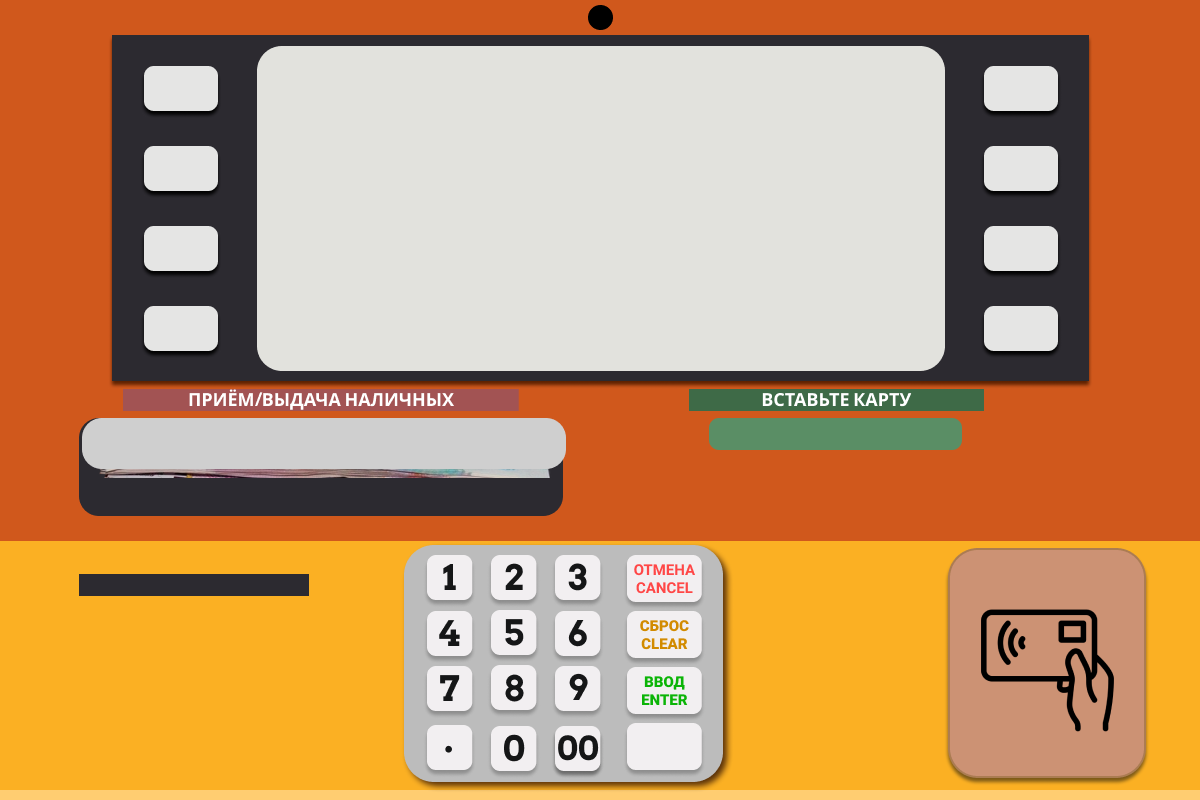 ПРИЁМ/ВЫДАЧА НАЛИЧНЫХ
ВСТАВЬТЕ КАРТУ
1 2 3 ОТМЕНА
CANCEL
4 5 6 СБРОС
CLEAR
7 8 9 ВВОД
ENTER
· 0 00